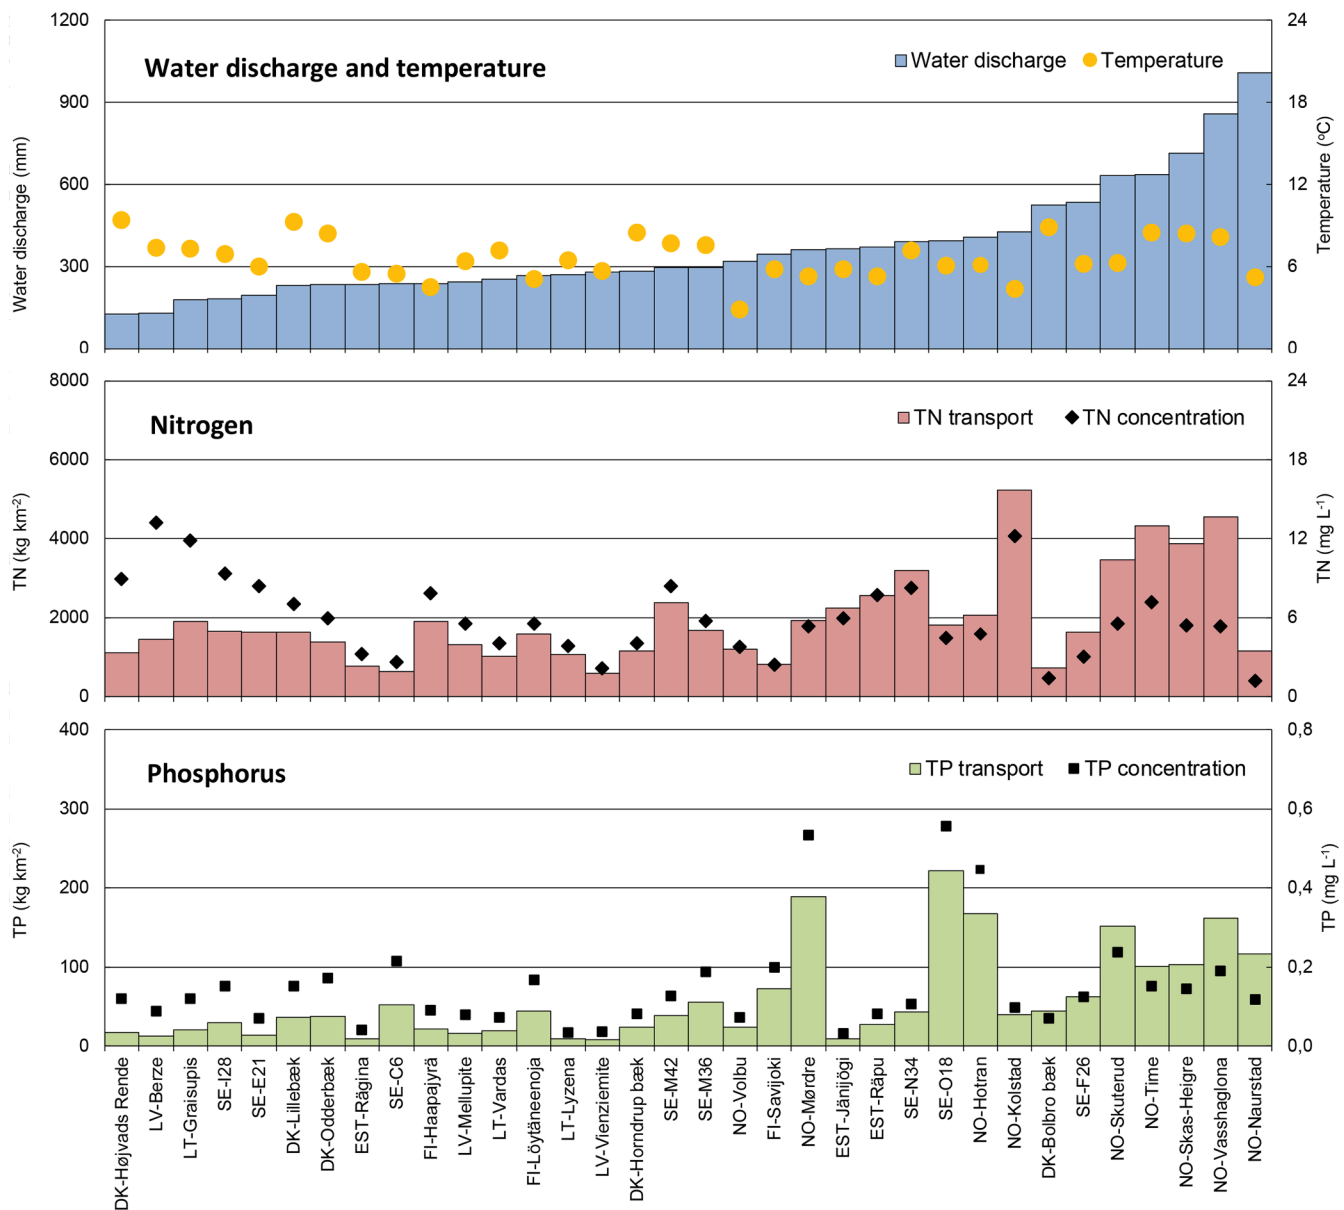 Water discharge and temperature
Water discharge
Temperature
Water discharge (mm)
1200
900
600
300
0
Temperature (°C)
24
18
12
6
0
Nitrogen
TN transport
TN concentration
TN (kg km⁻²)
8000
6000
4000
2000
0
TN (mg L⁻¹)
24
18
12
6
0
Phosphorus
TP transport
TP concentration
TP (kg km⁻²)
400
300
200
100
0
TP (mg L⁻¹)
0,8
0,6
0,4
0,2
0,0
DK-Højvads Rende
LV-Berze
LT-Graisupis
SE-I28
SE-E21
DK-Lillebæk
DK-Odderbæk
EST-Rägina
SE-C6
FI-Haapajyrä
LV-Mellupite
LT-Vardas
FI-Löytäneenoja
LT-Lyzena
LV-Vienziemite
DK-Horndrup bæk
SE-M42
SE-M36
NO-Volbu
FI-Savijoki
NO-Mørdre
EST-Jänijögi
EST-Räpu
SE-N34
SE-O18
NO-Hotran
NO-Kolstad
DK-Bolbro bæk
SE-F26
NO-Skuterud
NO-Time
NO-Skas-Heigre
NO-Vasshaglona
NO-Naurstad